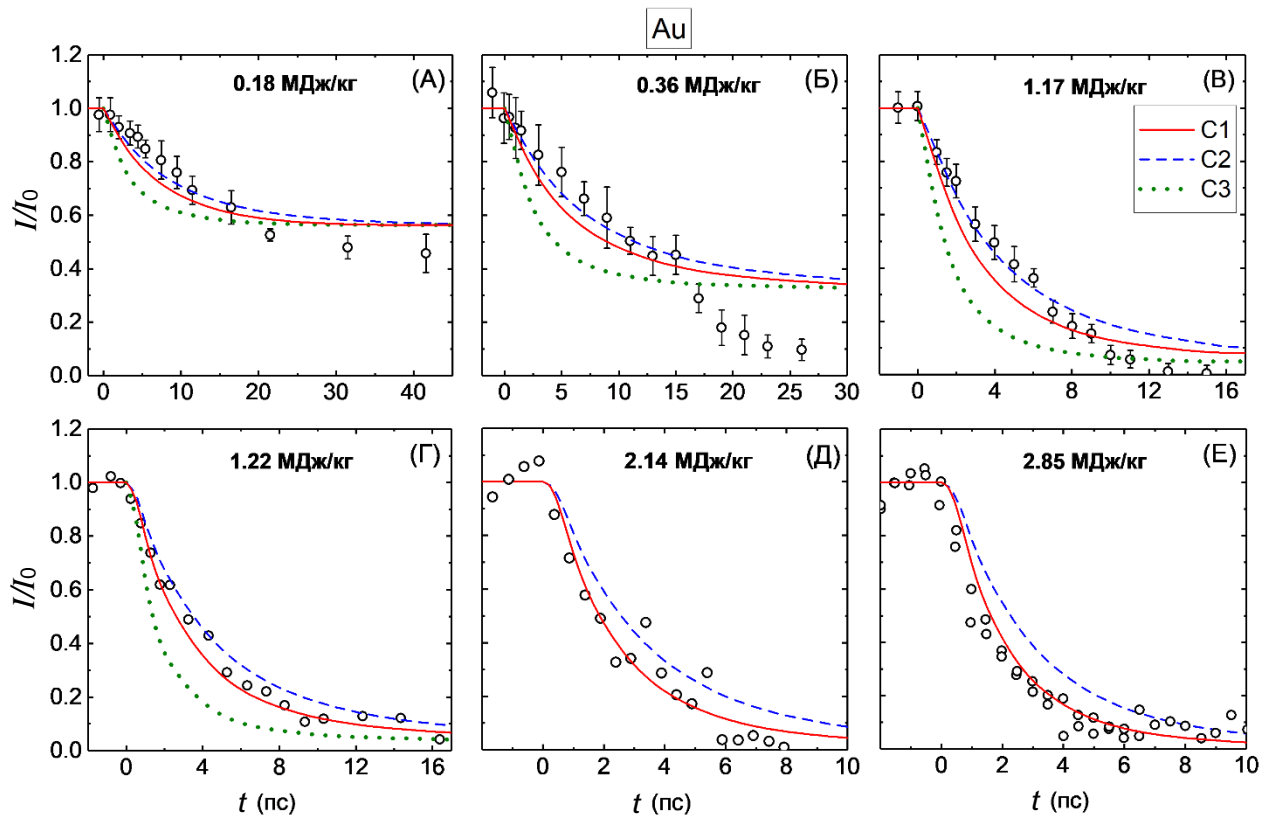 Au
1.2
1.0
0.8
0.6
0.4
0.2
0.0
I/I0
0.18 МДж/кг
(А)
0 10 20 30 40
0.36 МДж/кг
(Б)
0 5 10 15 20 25 30
1.17 МДж/кг
(В)
C1
C2
C3
0 4 8 12 16
1.2
1.0
0.8
0.6
0.4
0.2
0.0
I/I0
1.22 МДж/кг
(Г)
0 4 8 12 16
t (пс)
2.14 МДж/кг
(Д)
0 2 4 6 8 10
t (пс)
2.85 МДж/кг
(Е)
0 2 4 6 8 10
t (пс)